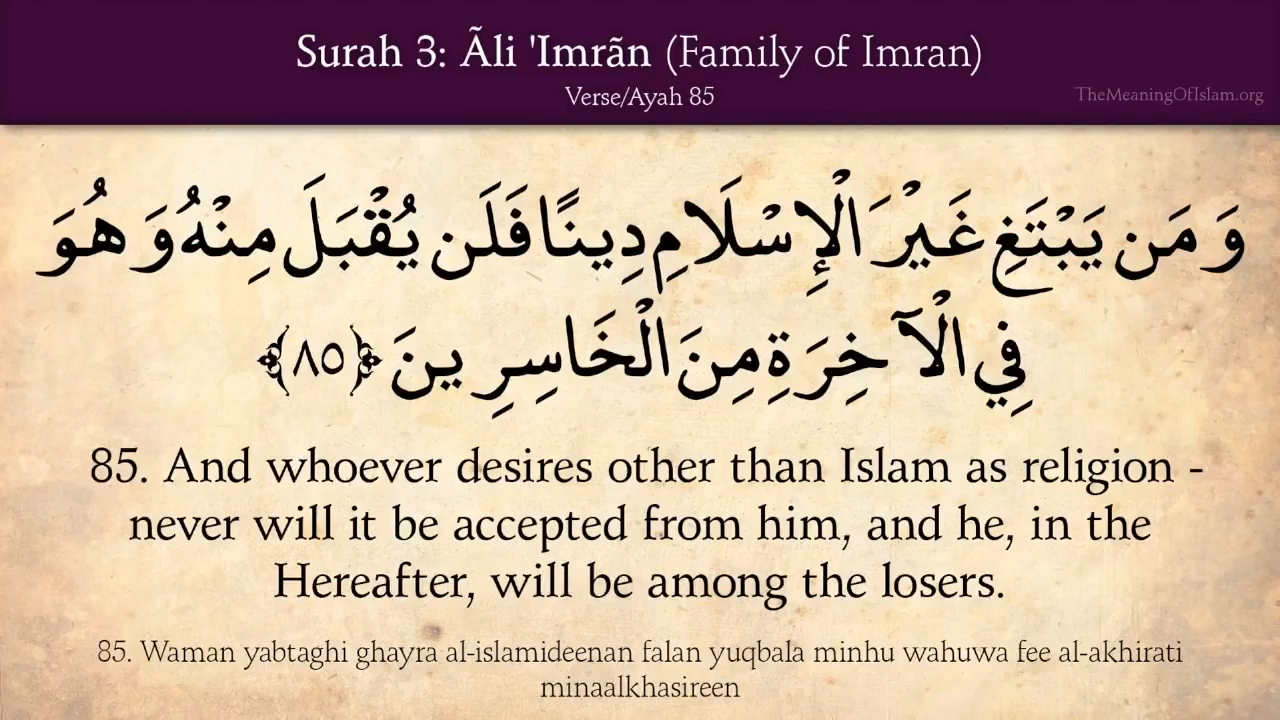 Surah 3: Ãli 'Imrãn (Family of Imran)
Verse/Ayah 85
TheMeaningOfIslam.org
وَمَن يَبْتَغِ غَيْرَ الْإِسْلَامِ دِينًا فَلَن يُقْبَلَ مِنْهُ وَهُوَ
فِي الْآخِرَةِ مِنَ الْخَاسِرِينَ ﴿٨٥﴾
85. And whoever desires other than Islam as religion -
never will it be accepted from him, and he, in the
Hereafter, will be among the losers.
85. Waman yabtaghi ghayra al-islamideenan falan yuqbala minhu wahuwa fee al-akhirati
minaalkhasireen